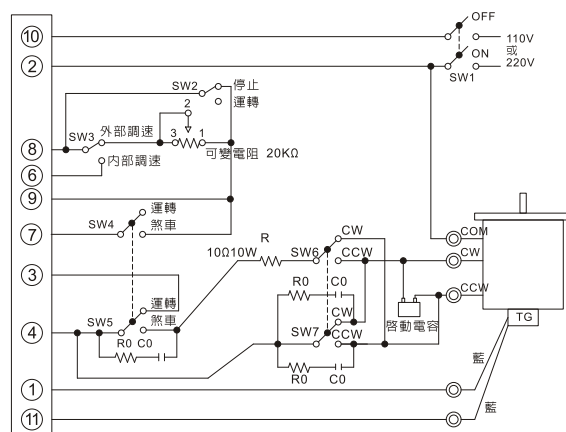 ⑩
OFF
110V
或
220V
ON
SW1
②
SW2
停止
運轉
2
外部調速
SW3
3
1
⑧
可變電阻 20KΩ
內部調速
⑥
⑨
運轉
SW4
煞車
⑦
COM
CW
R
CW
10Ω10W
SW6
CCW
③
CCW
R0
C0
運轉
CW
啓動電容
④
SW5
煞車
SW7
CCW
TG
R0
C0
R0
C0
藍
①
藍
⑪